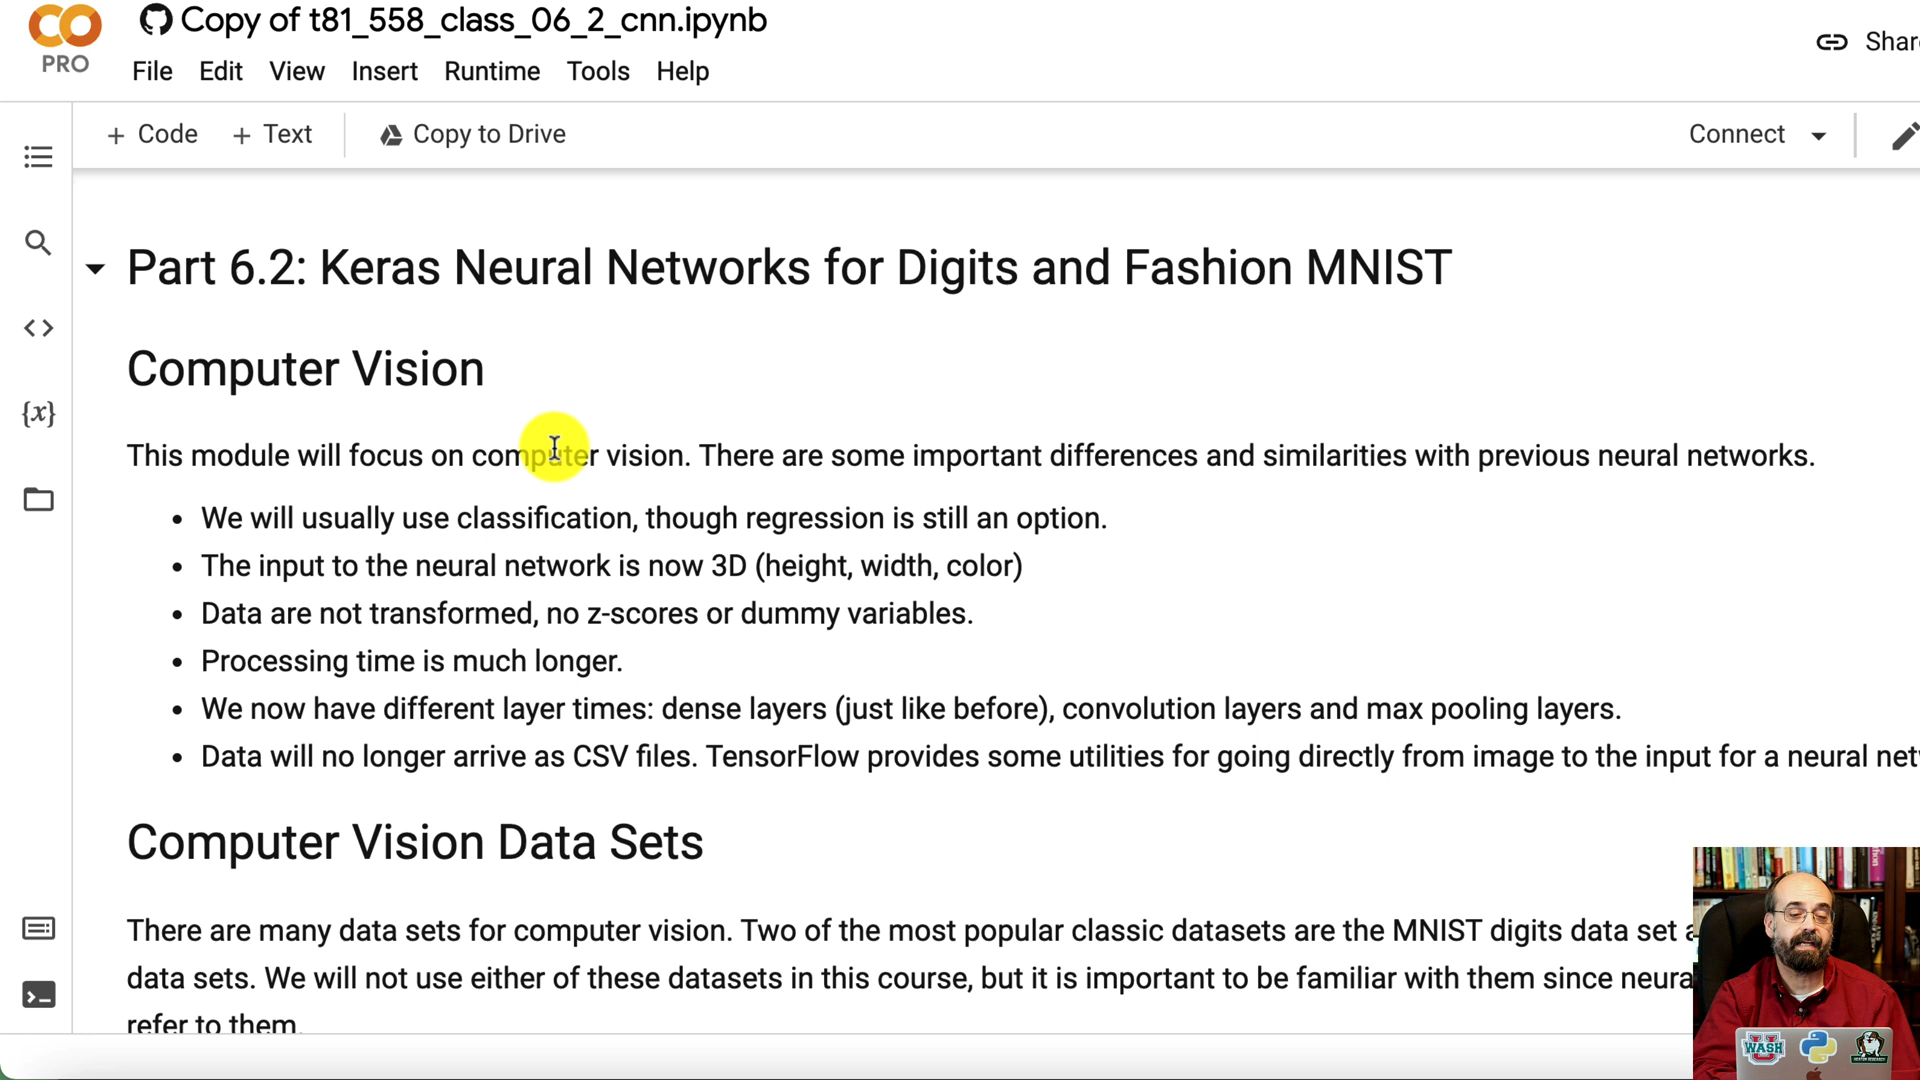 Copy of t81_558_class_06_2_cnn.ipynb
PRO
File Edit View Insert Runtime Tools Help
Shar
+ Code + Text Copy to Drive
Connect
Part 6.2: Keras Neural Networks for Digits and Fashion MNIST
Computer Vision
This module will focus on computer vision. There are some important differences and similarities with previous neural networks.
• We will usually use classification, though regression is still an option.
• The input to the neural network is now 3D (height, width, color)
{x}
• Data are not transformed, no z-scores or dummy variables.
• Processing time is much longer.
• We now have different layer times: dense layers (just like before), convolution layers and max pooling layers.
• Data will no longer arrive as CSV files. TensorFlow provides some utilities for going directly from image to the input for a neural net
Computer Vision Data Sets
There are many data sets for computer vision. Two of the most popular classic datasets are the MNIST digits data set
data sets. We will not use either of these datasets in this course, but it is important to be familiar with them since neura
refer to them.
WASH